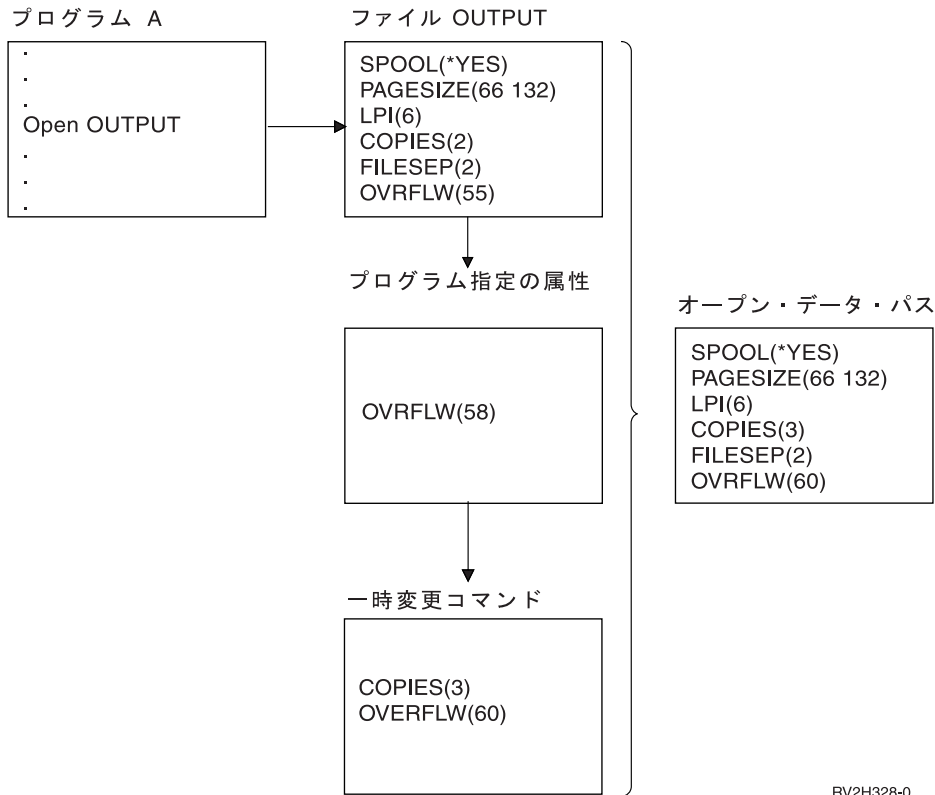 プログラム A
.
.
.
Open OUTPUT
.
.
.
ファイル OUTPUT
SPOOL(*YES)
PAGESIZE(66 132)
LPI(6)
COPIES(2)
FILESEP(2)
OVRFLW(55)
プログラム指定の属性
OVRFLW(58)
一時変更コマンド
COPIES(3)
OVERFLW(60)
オープン・データ・パス
SPOOL(*YES)
PAGESIZE(66 132)
LPI(6)
COPIES(3)
FILESEP(2)
OVRFLW(60)
RV2H328-0